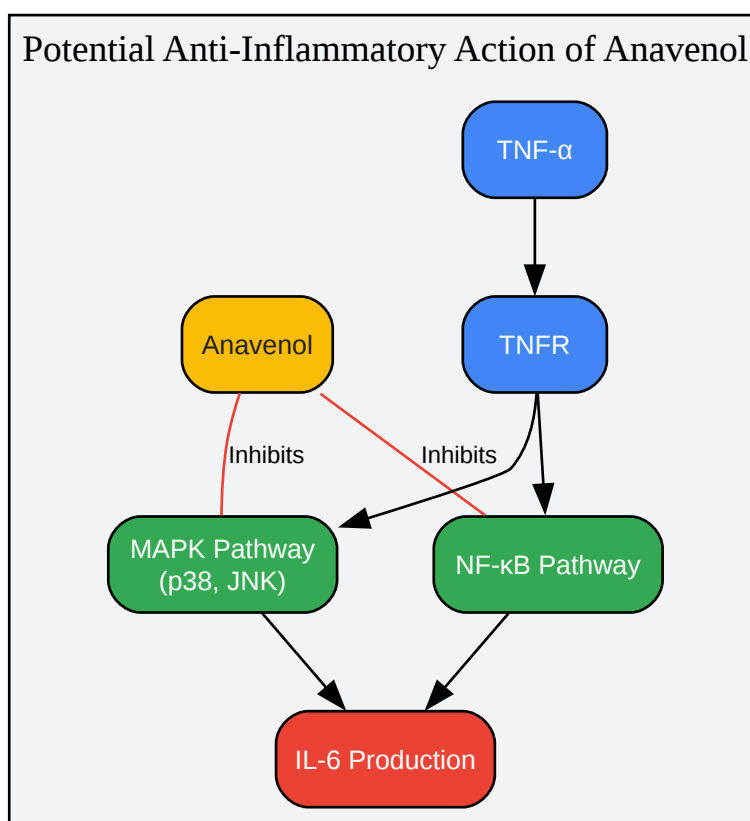 Potential Anti-Inflammatory Action of Anavenol
TNF-α
Anavenol
TNFR
Inhibits
Inhibits
MAPK Pathway
(p38, JNK)
NF-κB Pathway
IL-6 Production